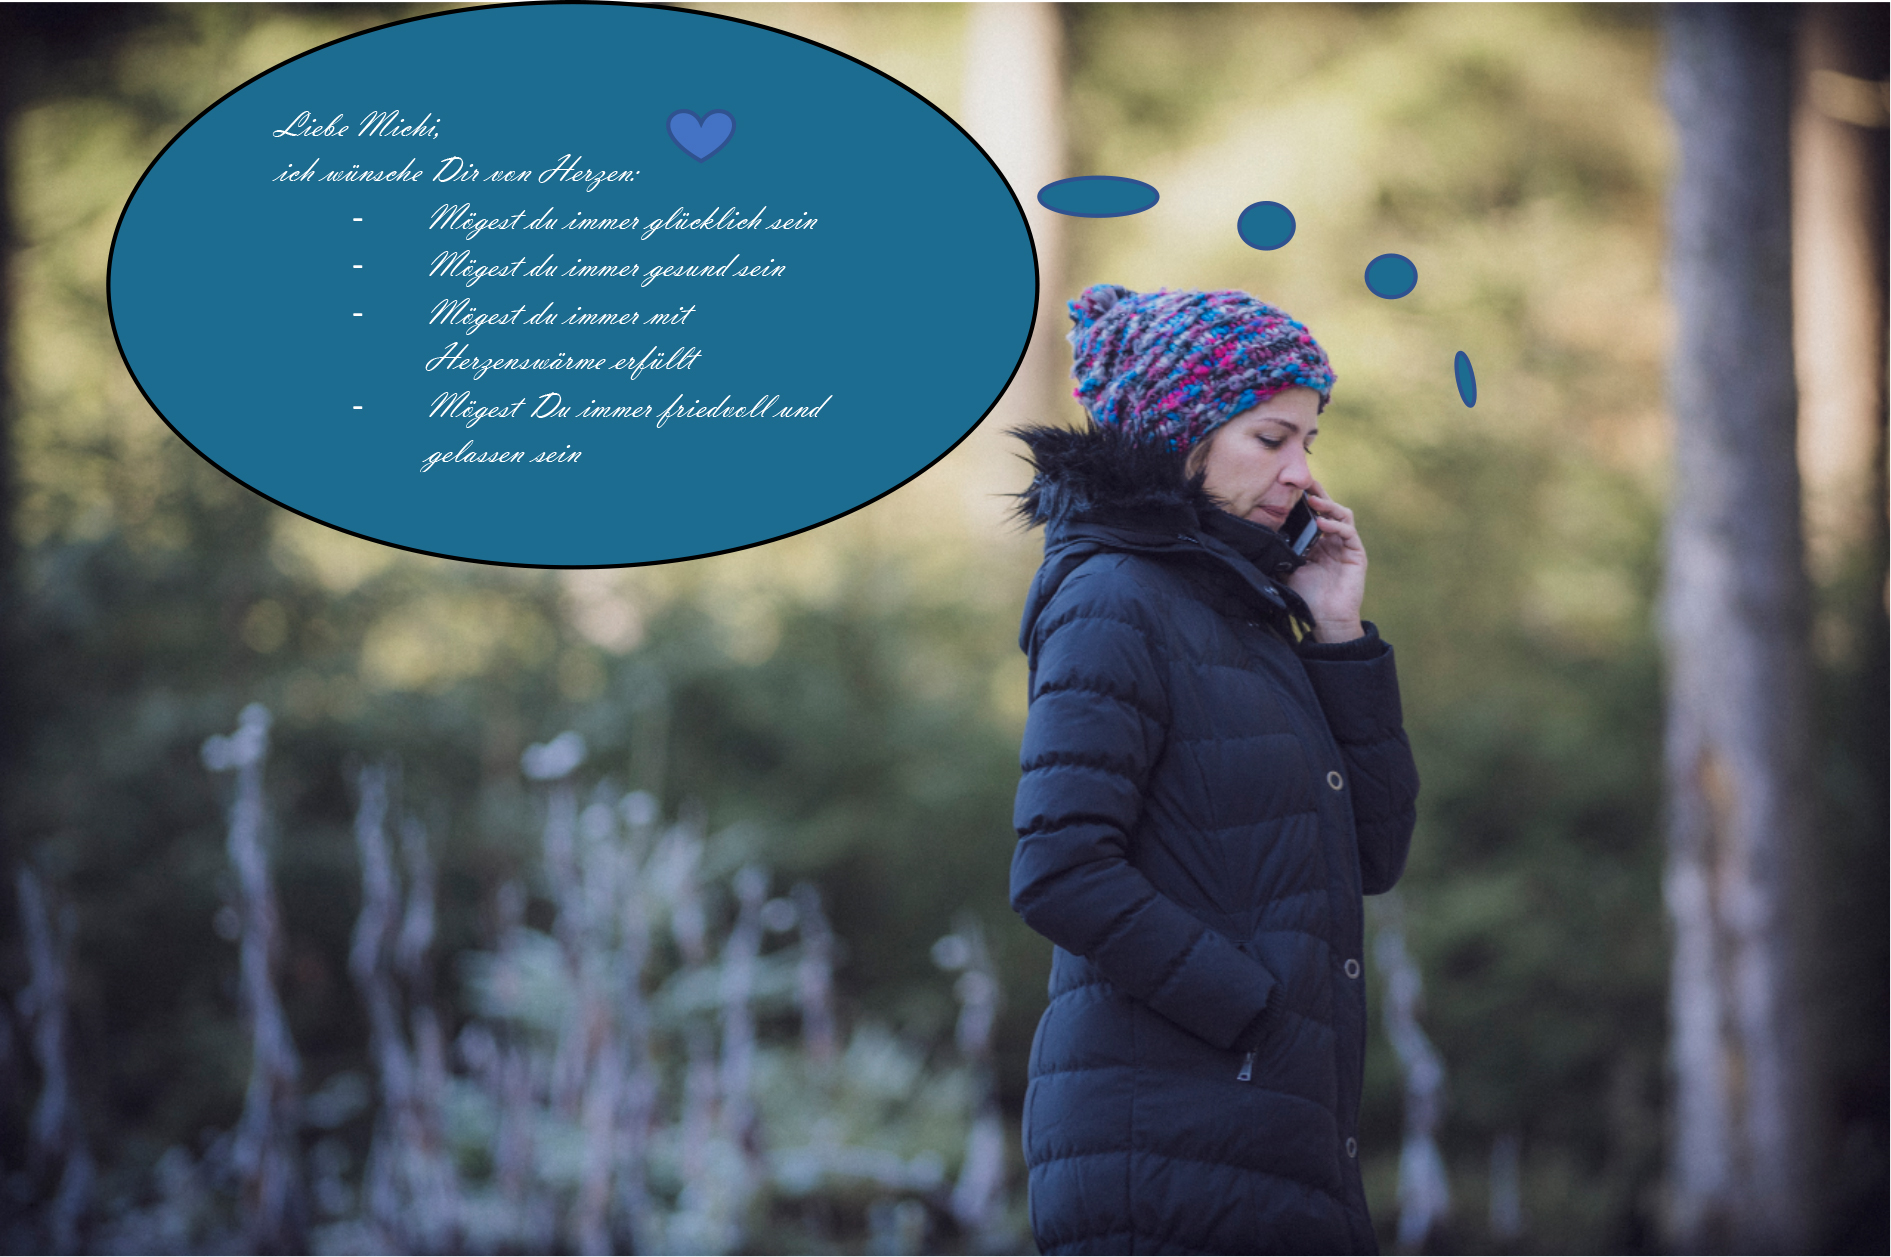 Liebe Michi,
ich wünsche Dir von Herzen:
- Mögest du immer glücklich sein
- Mögest du immer gesund sein
- Mögest du immer mit
Herzenswärme erfüllt
- Mögest Du immer friedvoll und
gelassen sein